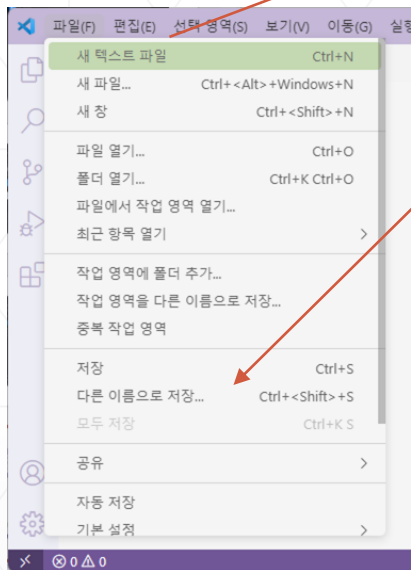 파일(F) 편집(E) 선택 영역(S) 보기(V) 이동(G) 실행
새 텍스트 파일 Ctrl+N
새 파일... Ctrl+<Alt>+Windows+N
새 창 Ctrl+<Shift>+N
파일 열기... Ctrl+O
폴더 열기... Ctrl+K Ctrl+O
파일에서 작업 영역 열기...
최근 항목 열기
작업 영역에 폴더 추가...
작업 영역을 다른 이름으로 저장...
중복 작업 영역
저장 Ctrl+S
다른 이름으로 저장... Ctrl+<Shift>+S
모두 저장 Ctrl+K S
공유
자동 저장
기본 설정
0 0